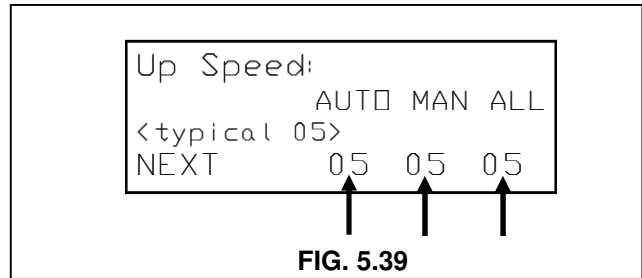 Up Speed:
AUTO MAN ALL
<typical 05>
NEXT 05 05 05
FIG. 5.39